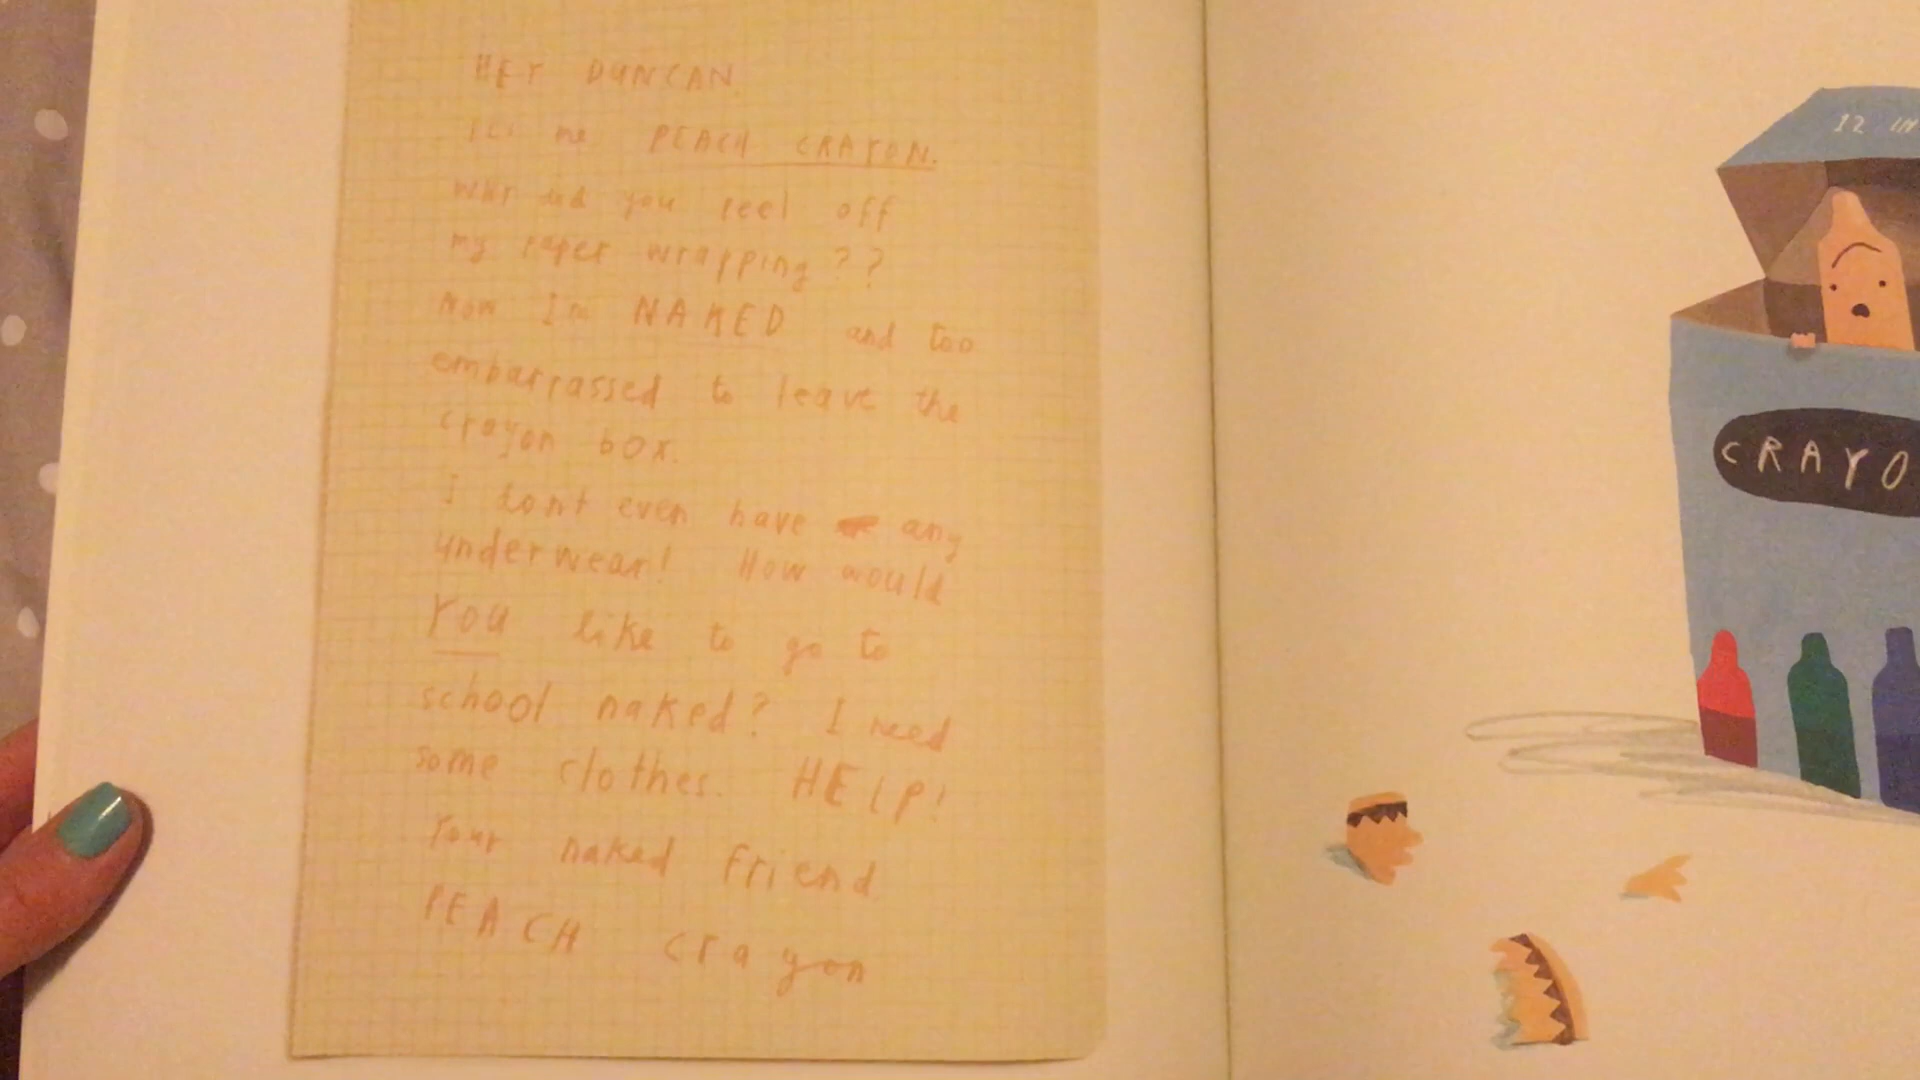 HEY DUNCAN.
It's me PEACH CRAYON.
Why did you peel off
my paper wrapping??
Now I'm NAKED and too
embarrassed to leave the
crayon box.
I don't even have any
underwear! How would
YOU like to go to
school naked? I need
some clothes. HELP!
Your naked friend
PEACH crayon
12 IN
CRAYO